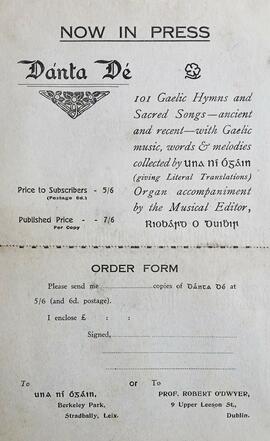 NOW IN PRESS
Dánta Dé
101 Gaelic Hymns and
Sacred Songs—ancient
and recent—with Gaelic
music, words & melodies
collected by Una ní Ógáin
(giving Literal Translations)
Organ accompaniment
by the Musical Editor,
Riobárd O Duibir
Price to Subscribers - 5/6
(Postage 6d.)
Published Price - - 7/6
Per Copy
ORDER FORM
Please send me copies of Dánta Dé at
5/6 (and 6d. postage).
I enclose £ : :
Signed,
To or To
Una ní Ógáin, PROF. ROBERT O'DWYER,
Berkeley Park, 9 Upper Leeson St.,
Stradbally, Leix. Dublin.